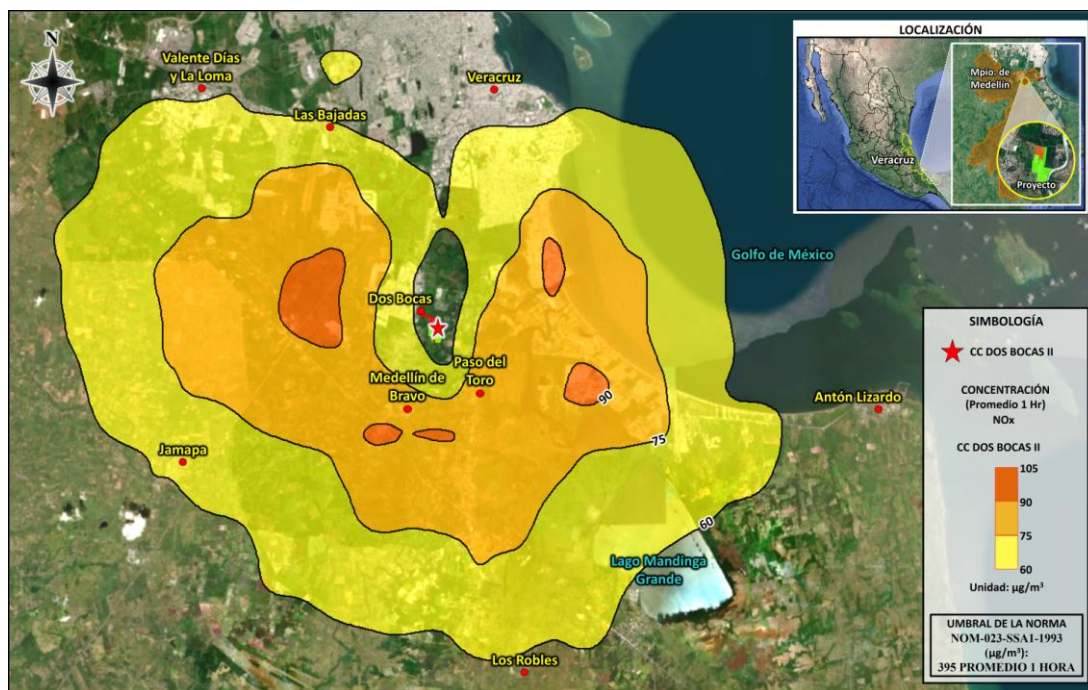 N
Valente Días
y La Loma
Veracruz
Las Bajadas
Dos Bocas
Paso del
Toro
Medellín de
Bravo
Jamapa
Antón Lizardo
Golfo de México
Lago Mandinga
Grande
Los Robles
90
75
60
LOCALIZACIÓN
Mpio. de
Medellín
Veracruz
Proyecto
SIMBOLOGÍA
CC DOS BOCAS II
CONCENTRACIÓN
(Promedio 1 Hr)
NOx
CC DOS BOCAS II
105
90
75
60
Unidad: µg/m³
UMBRAL DE LA NORMA
NOM-023-SSA1-1993
(µg/m³):
395 PROMEDIO 1 HORA